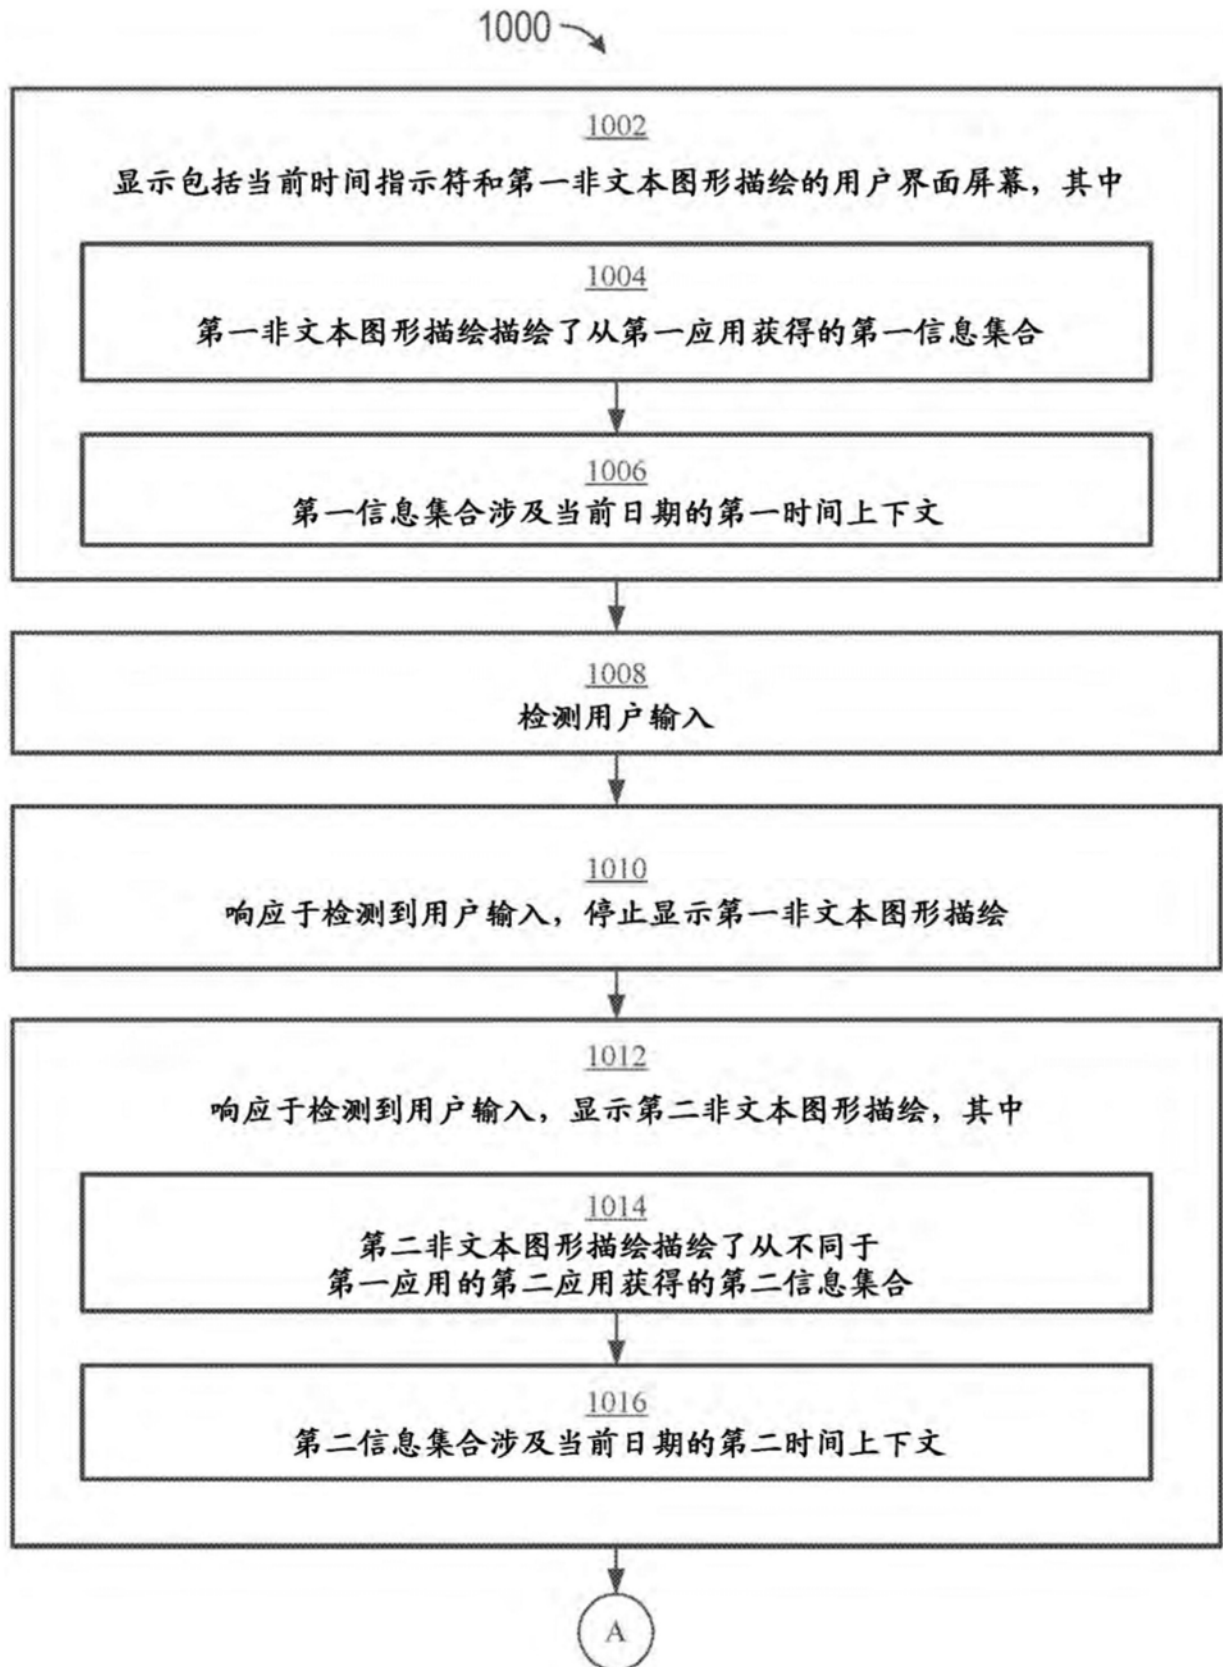 1000
1002
显示包括当前时间指示符和第一非文本图形描绘的用户界面屏幕，其中
1004
第一非文本图形描绘描绘了从第一应用获得的第一信息集合
1006
第一信息集合涉及当前日期的第一时间上下文
1008
检测用户输入
1010
响应于检测到用户输入，停止显示第一非文本图形描绘
1012
响应于检测到用户输入，显示第二非文本图形描绘，其中
1014
第二非文本图形描绘描绘了从不同于
第一应用的第二应用获得的第二信息集合
1016
第二信息集合涉及当前日期的第二时间上下文
A